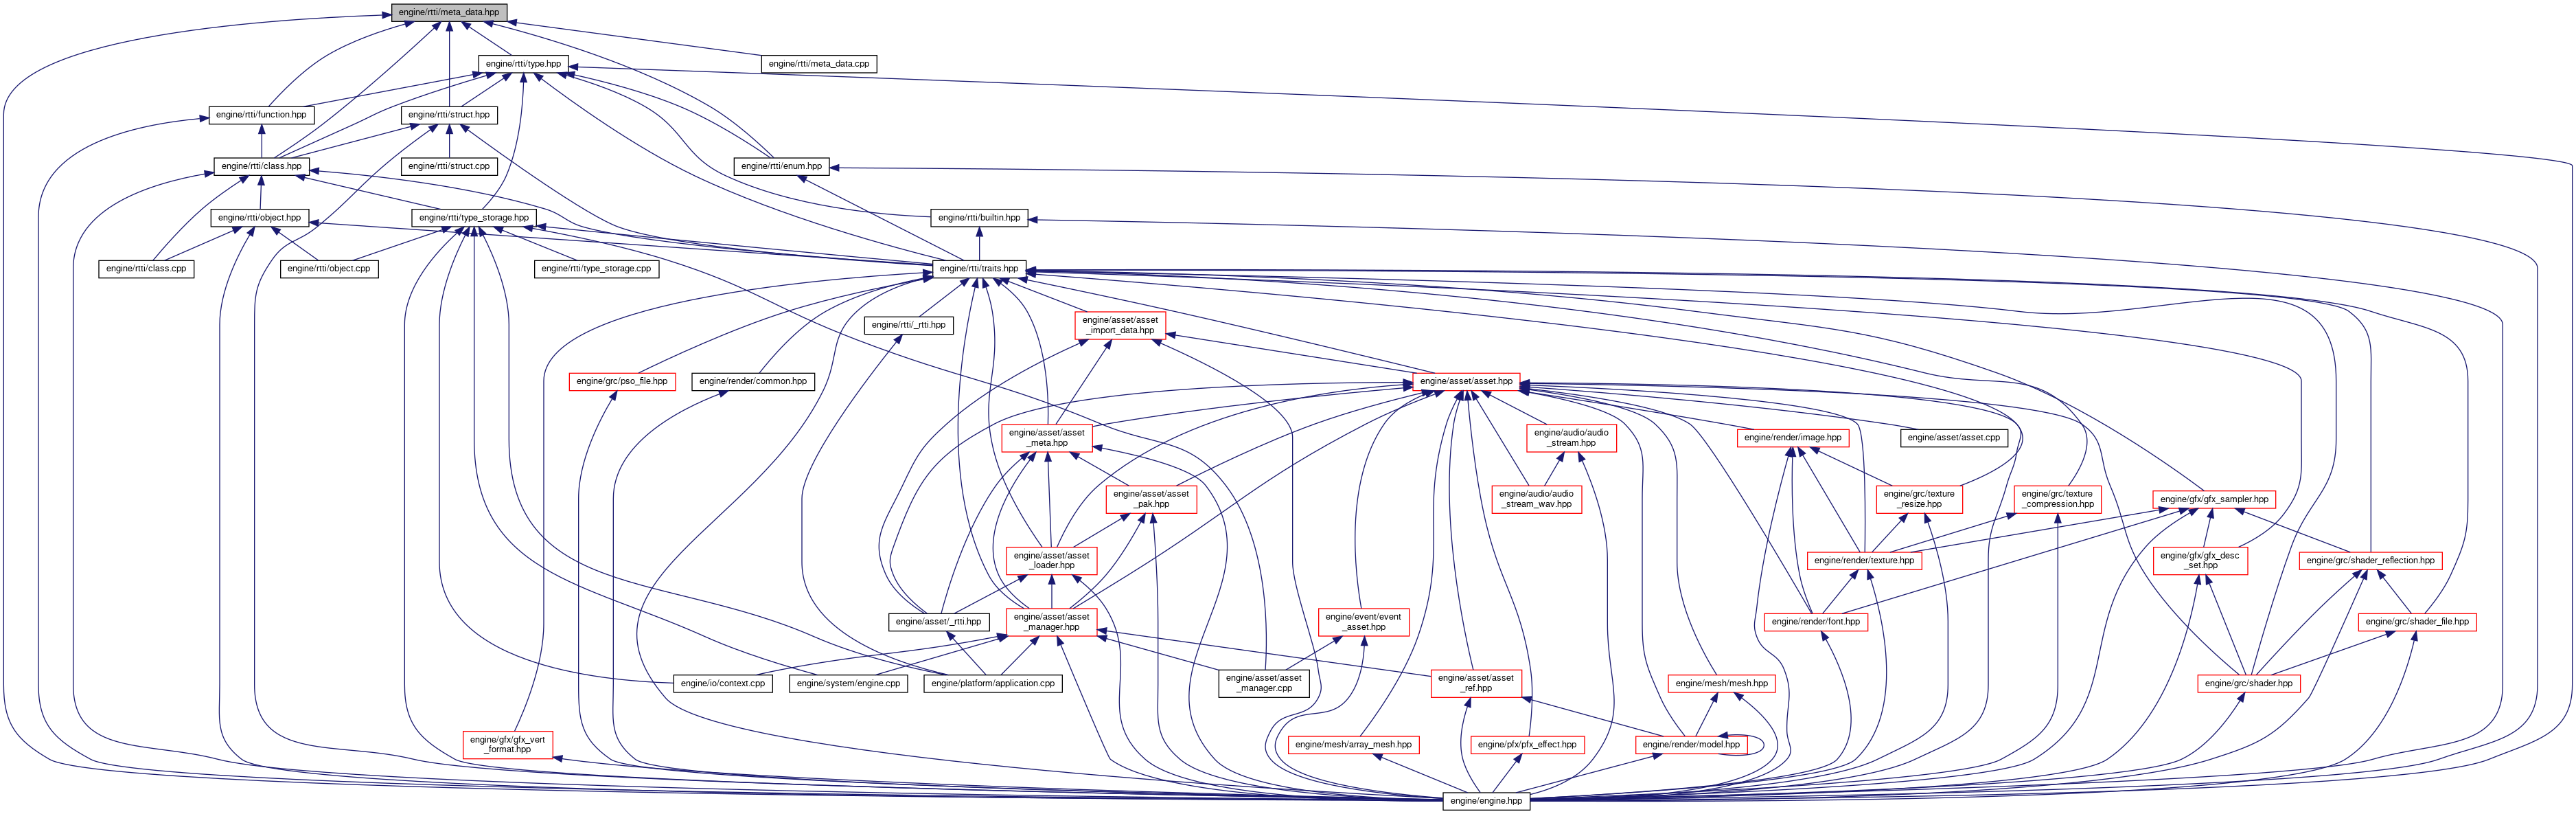 engine/rtti/meta_data.hpp
engine/rtti/type.hpp
engine/rtti/meta_data.cpp
engine/rtti/function.hpp
engine/rtti/struct.hpp
engine/rtti/class.hpp
engine/rtti/struct.cpp
engine/rtti/enum.hpp
engine/rtti/object.hpp
engine/rtti/type_storage.hpp
engine/rtti/builtin.hpp
engine/rtti/class.cpp
engine/rtti/object.cpp
engine/rtti/type_storage.cpp
engine/rtti/traits.hpp
engine/rtti/_rtti.hpp
engine/asset/asset
_import_data.hpp
engine/grc/pso_file.hpp
engine/render/common.hpp
engine/asset/asset.hpp
engine/asset/asset
_meta.hpp
engine/audio/audio
_stream.hpp
engine/render/image.hpp
engine/asset/asset.cpp
engine/asset/asset
_pak.hpp
engine/audio/audio
_stream_wav.hpp
engine/grc/texture
_resize.hpp
engine/grc/texture
_compression.hpp
engine/gfx/gfx_sampler.hpp
engine/asset/asset
_loader.hpp
engine/render/texture.hpp
engine/gfx/gfx_desc
_set.hpp
engine/grc/shader_reflection.hpp
engine/asset/_rtti.hpp
engine/asset/asset
_manager.hpp
engine/event/event
_asset.hpp
engine/render/font.hpp
engine/grc/shader_file.hpp
engine/io/context.cpp
engine/system/engine.cpp
engine/platform/application.cpp
engine/asset/asset
_manager.cpp
engine/asset/asset
_ref.hpp
engine/mesh/mesh.hpp
engine/grc/shader.hpp
engine/gfx/gfx_vert
_format.hpp
engine/mesh/array_mesh.hpp
engine/pfx/pfx_effect.hpp
engine/render/model.hpp
engine/engine.hpp